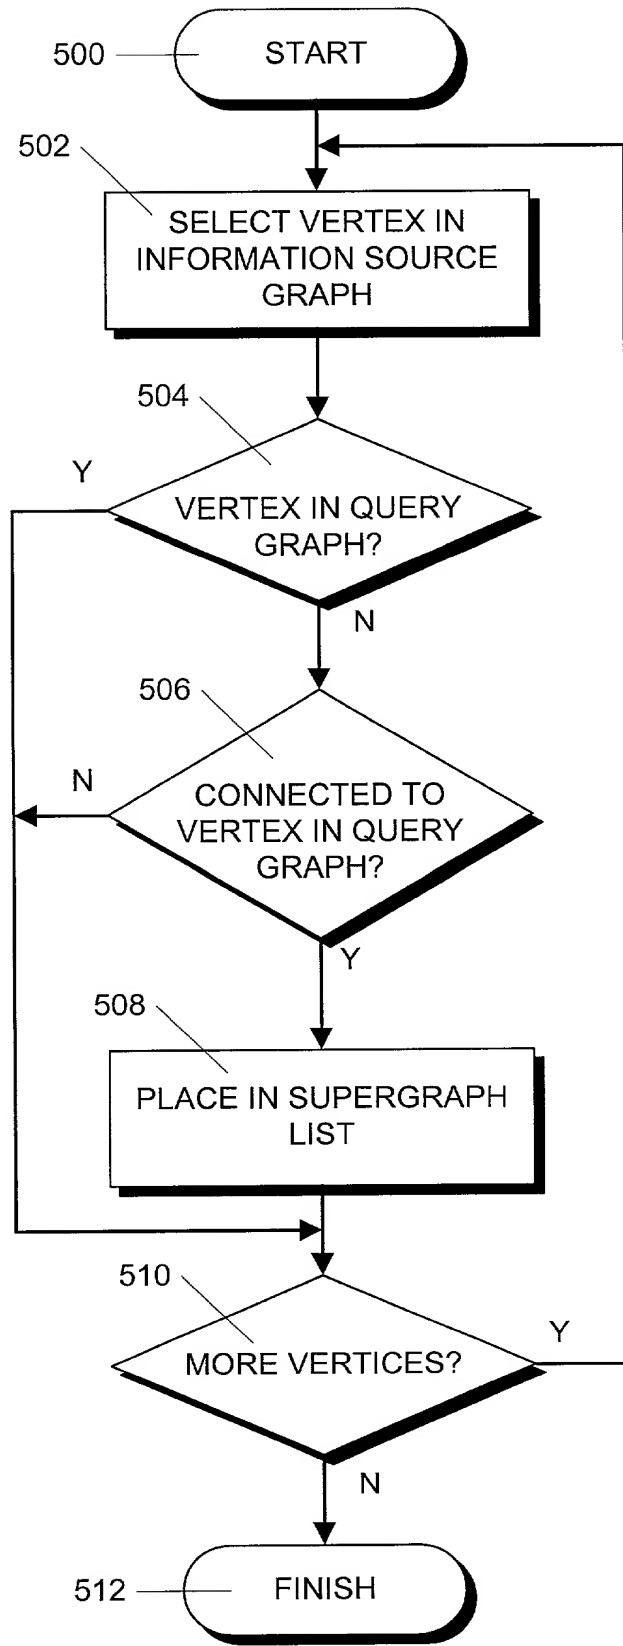 500
START
502
SELECT VERTEX IN
INFORMATION SOURCE
GRAPH
504
Y
VERTEX IN QUERY
GRAPH?
N
506
N
CONNECTED TO
VERTEX IN QUERY
GRAPH?
Y
508
PLACE IN SUPERGRAPH
LIST
510
MORE VERTICES?
Y
N
512
FINISH